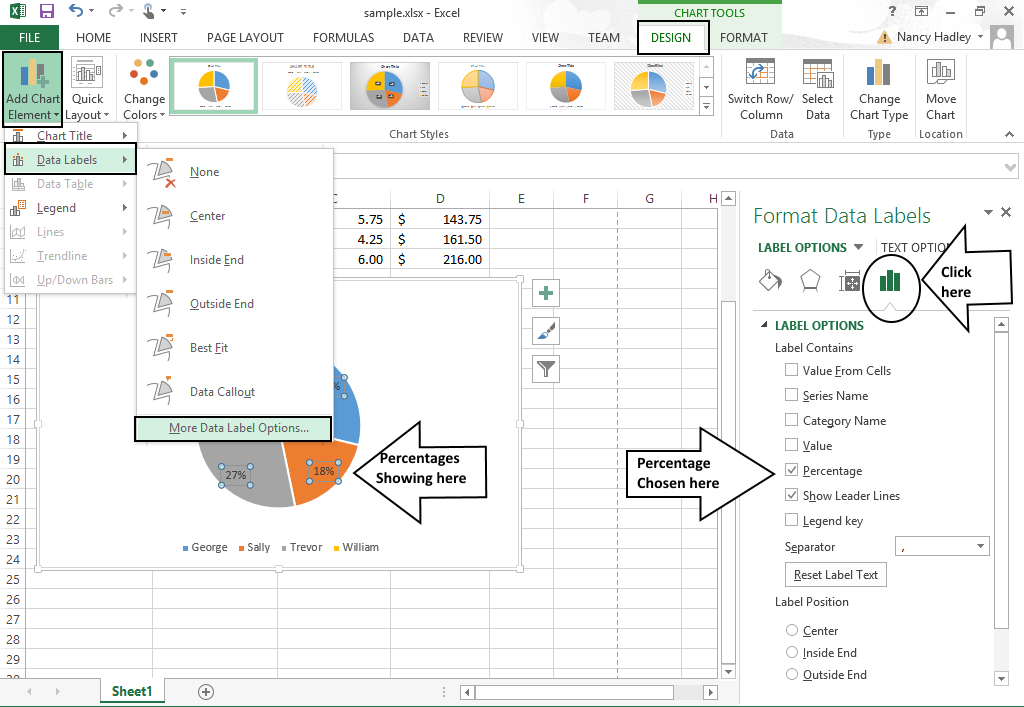 sample.xlsx - Excel
CHART TOOLS
?
FILE HOME INSERT PAGE LAYOUT FORMULAS DATA REVIEW VIEW TEAM DESIGN FORMAT
Nancy Hadley
Add Chart
Element
Quick
Layout
Change
Colors
Switch Row/
Column
Select
Data
Change
Chart Type
Move
Chart
Chart Styles
Data
Type
Location
Chart Title
Data Labels
Data Table
Legend
Lines
Trendline
Up/Down Bars
None
Center
Inside End
Outside End
Best Fit
Data Callout
More Data Label Options...
C D E F G H
5.75 $ 143.75
4.25 $ 161.50
6.00 $ 216.00
11
12
13
14
15
16
17
18
19
20
21
22
23
24
25
26
27
28
29
%
27%
18%
Percentages
Showing here
George Sally Trevor William
Format Data Labels
LABEL OPTIONS
TEXT OPTIO
Click
here
LABEL OPTIONS
Label Contains
Value From Cells
Series Name
Category Name
Value
Percentage
Show Leader Lines
Legend key
Percentage
Chosen here
Separator
,
Reset Label Text
Label Position
Center
Inside End
Outside End
Sheet1